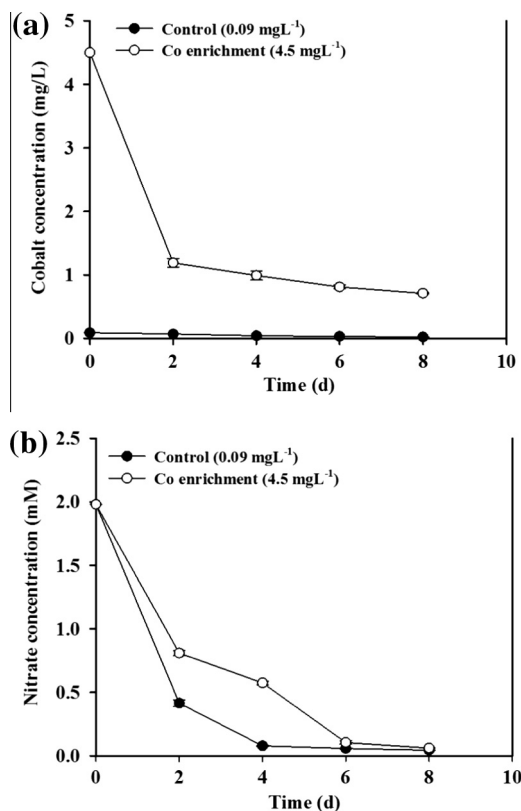 (a)
Control (0.09 mgL⁻¹)
Co enrichment (4.5 mgL⁻¹)
Cobalt concentration (mg/L)
5
4
3
2
1
0
0 2 4 6 8 10
Time (d)
(b)
Control (0.09 mgL⁻¹)
Co enrichment (4.5 mgL⁻¹)
Nitrate concentration (mM)
2.5
2.0
1.5
1.0
0.5
0.0
0 2 4 6 8 10
Time (d)